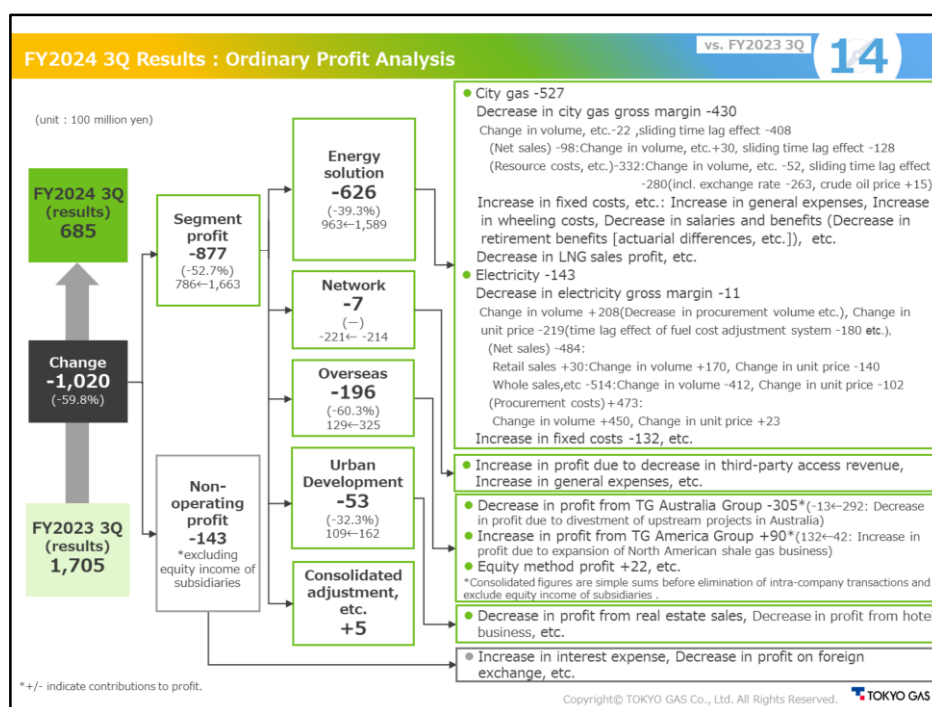 FY2024 3Q Results : Ordinary Profit Analysis
vs. FY2023 3Q
14
(unit : 100 million yen)
FY2024 3Q
(results)
685
Change
-1,020
(-59.8%)
FY2023 3Q
(results)
1,705
Segment
profit
-877
(-52.7%)
786←1,663
Non-
operating
profit
-143
*excluding
equity income of
subsidiaries
Energy
solution
-626
(-39.3%)
963←1,589
Network
-7
(—)
-221← -214
Overseas
-196
(-60.3%)
129←325
Urban
Development
-53
(-32.3%)
109←162
Consolidated
adjustment,
etc.
+5
● City gas -527
Decrease in city gas gross margin -430
Change in volume, etc.-22 ,sliding time lag effect -408
(Net sales) -98:Change in volume, etc.+30, sliding time lag effect -128
(Resource costs, etc.)-332:Change in volume, etc. -52, sliding time lag effect
-280(incl. exchange rate -263, crude oil price +15)
Increase in fixed costs, etc.: Increase in general expenses, Increase
in wheeling costs, Decrease in salaries and benefits (Decrease in
retirement benefits [actuarial differences, etc.]), etc.
Decrease in LNG sales profit, etc.
● Electricity -143
Decrease in electricity gross margin -11
Change in volume +208(Decrease in procurement volume etc.), Change in
unit price -219(time lag effect of fuel cost adjustment system -180 etc.).
(Net sales) -484:
Retail sales +30:Change in volume +170, Change in unit price -140
Whole sales,etc -514:Change in volume -412, Change in unit price -102
(Procurement costs)+473:
Change in volume +450, Change in unit price +23
Increase in fixed costs -132, etc.
● Increase in profit due to decrease in third-party access revenue,
Increase in general expenses, etc.
● Decrease in profit from TG Australia Group -305*(-13←292: Decrease
in profit due to divestment of upstream projects in Australia)
● Increase in profit from TG America Group +90*(132←42: Increase in
profit due to expansion of North American shale gas business)
● Equity method profit +22, etc.
*Consolidated figures are simple sums before elimination of intra-company transactions and
exclude equity income of subsidiaries .
● Decrease in profit from real estate sales, Decrease in profit from hotel
business, etc.
● Increase in interest expense, Decrease in profit on foreign
exchange, etc.
*+/- indicate contributions to profit.
Copyright© TOKYO GAS Co., Ltd. All Rights Reserved.
TOKYO GAS